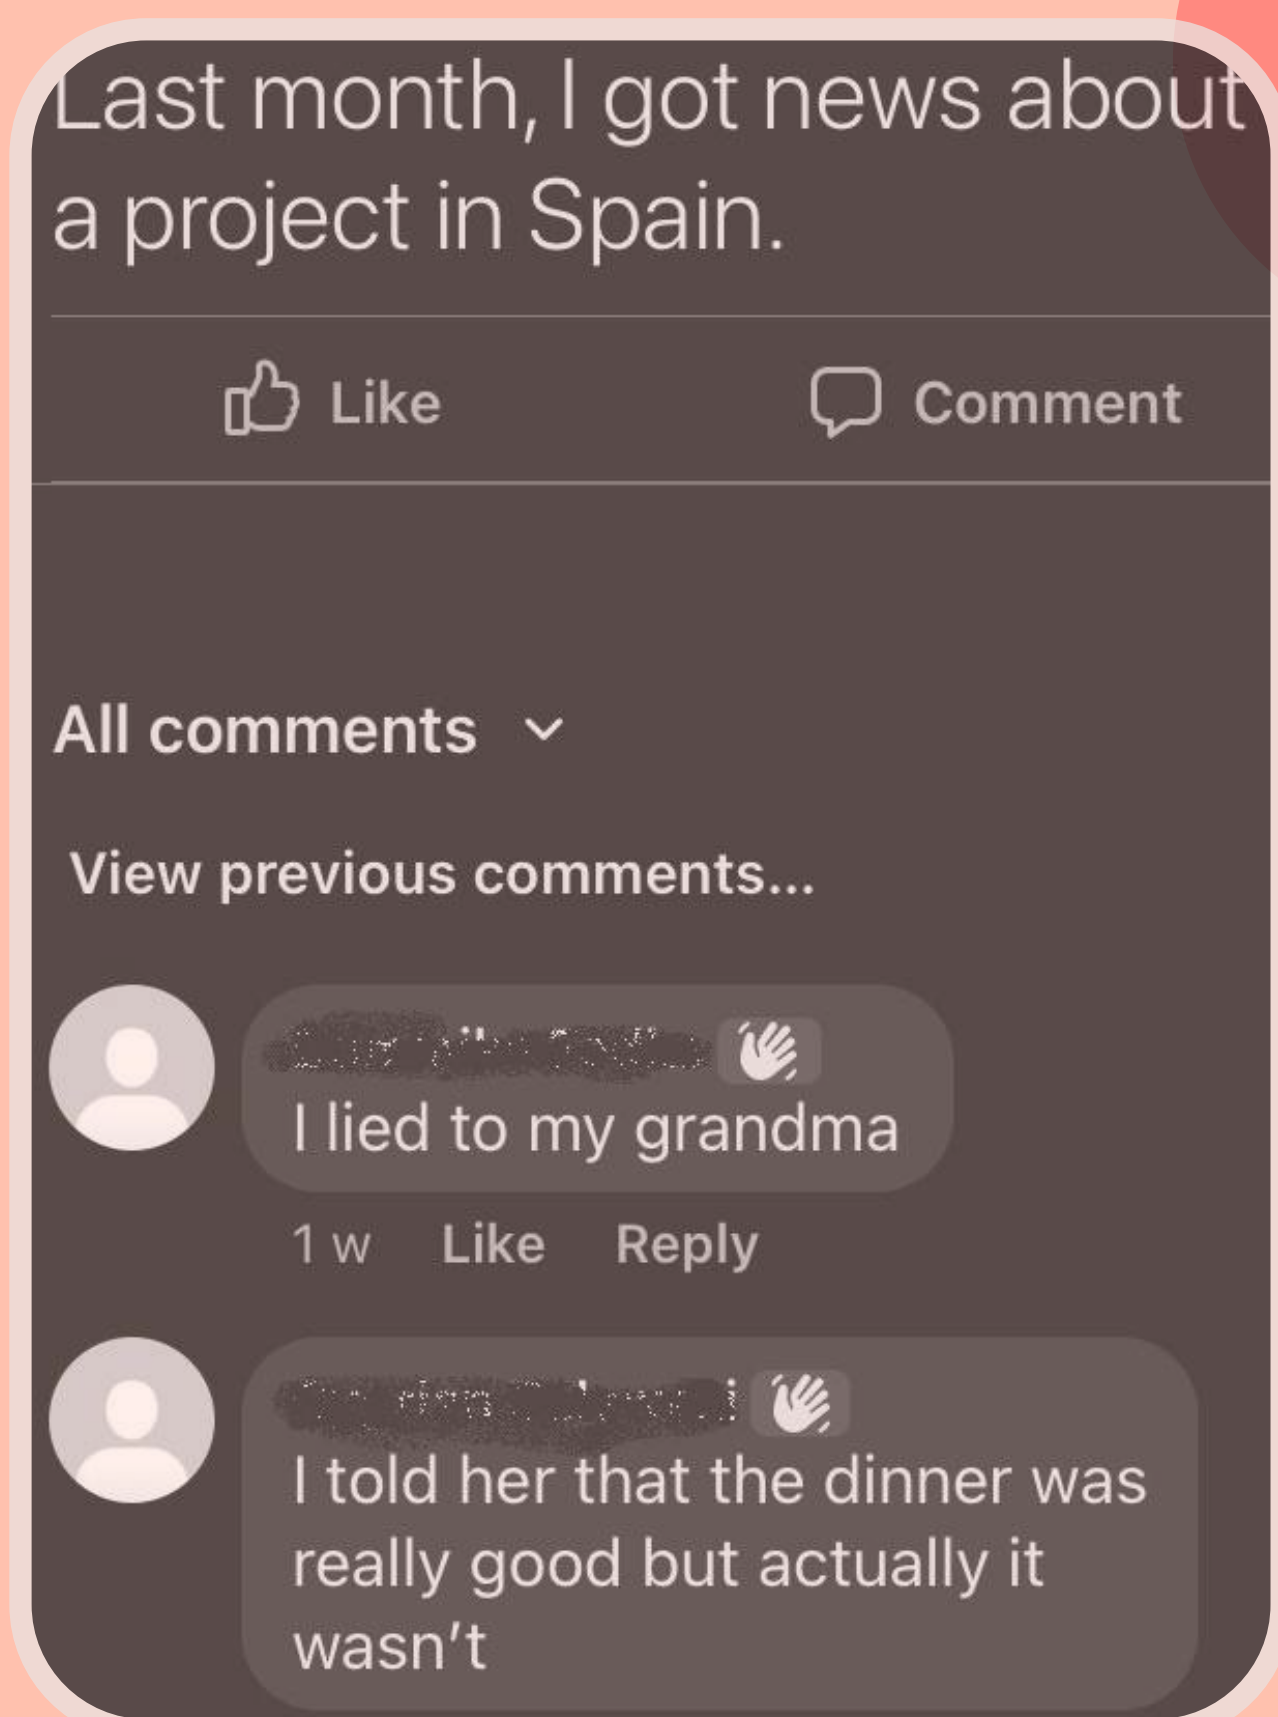 Last month, I got news about
a project in Spain.
Like Comment
All comments
View previous comments...
I lied to my grandma
1 w Like Reply
I told her that the dinner was
really good but actually it
wasn't